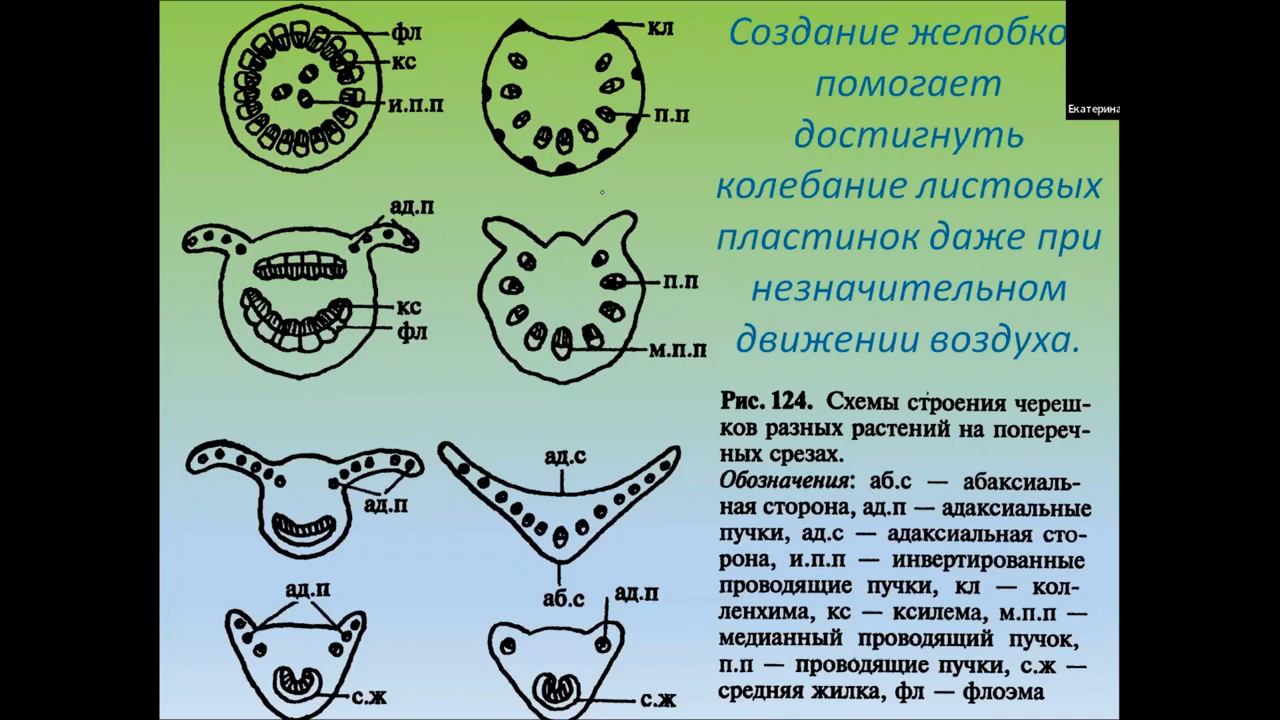 фл
кс
и.п.п
кл
п.п
ад.п
кс
фл
п.п
м.п.п
ад.п
ад.с
аб.с
ад.п
с.ж
ад.п
с.ж
Создание желобко
помогает
достигнуть
колебание листовых
пластинок даже при
незначительном
движении воздуха.
Екатерина
Рис. 124. Схемы строения череш-
ков разных растений на попереч-
ных срезах.
Обозначения: аб.с — абаксиаль-
ная сторона, ад.п — адаксиальные
пучки, ад.с — адаксиальная сто-
рона, и.п.п — инвертированные
проводящие пучки, кл — кол-
ленхима, кс — ксилема, м.п.п —
медианный проводящий пучок,
п.п — проводящие пучки, с.ж —
средняя жилка, фл — флоэма